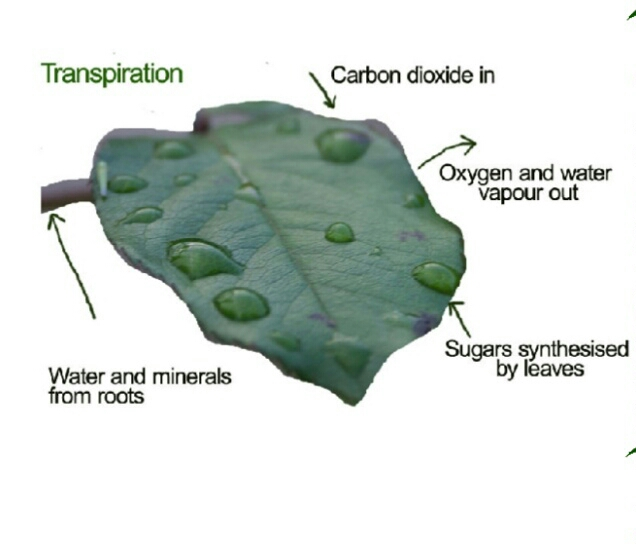 Transpiration
Carbon dioxide in
Oxygen and water
vapour out
Sugars synthesised
by leaves
Water and minerals
from roots